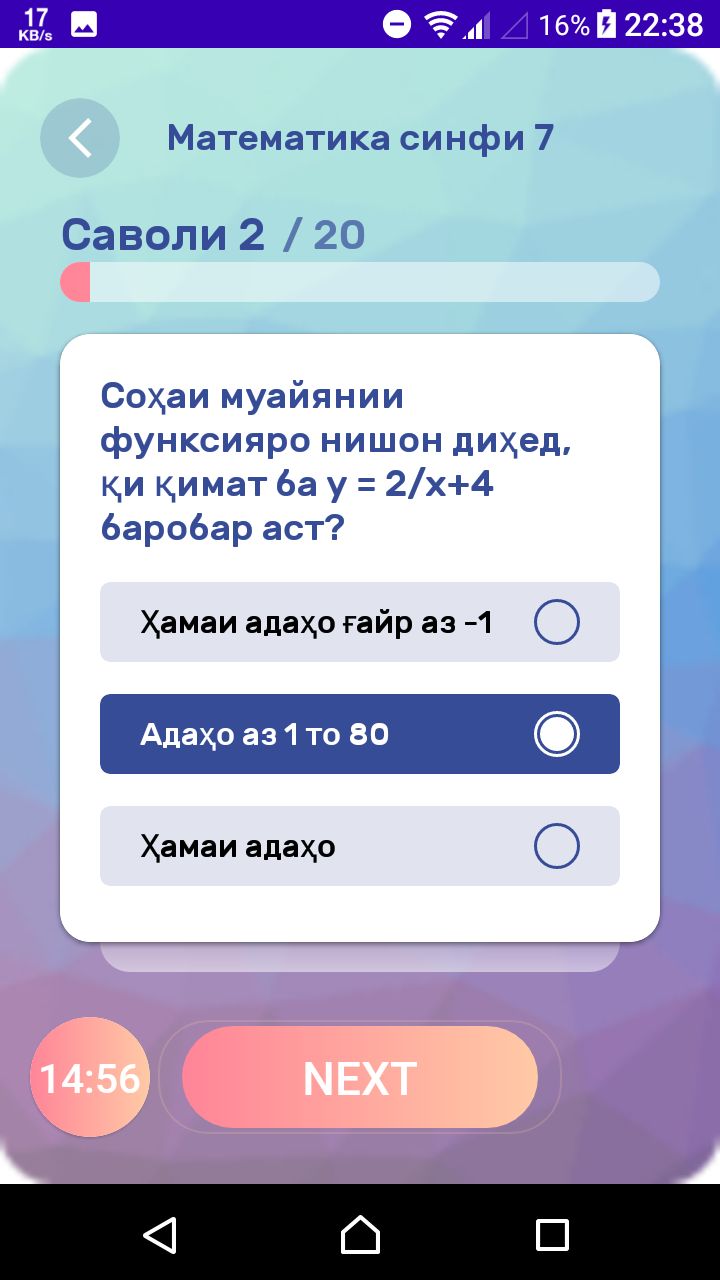 17
KB/s
16%
22:38
Математика синфи 7
Саволи 2 / 20
Соҳаи муайянии
функсияро нишон диҳед,
қи қимат ба у = 2/х+4
баробар аст?
Ҳамаи адаҳо ғайр аз -1
Адаҳо аз 1 то 80
Ҳамаи адаҳо
14:56
NEXT